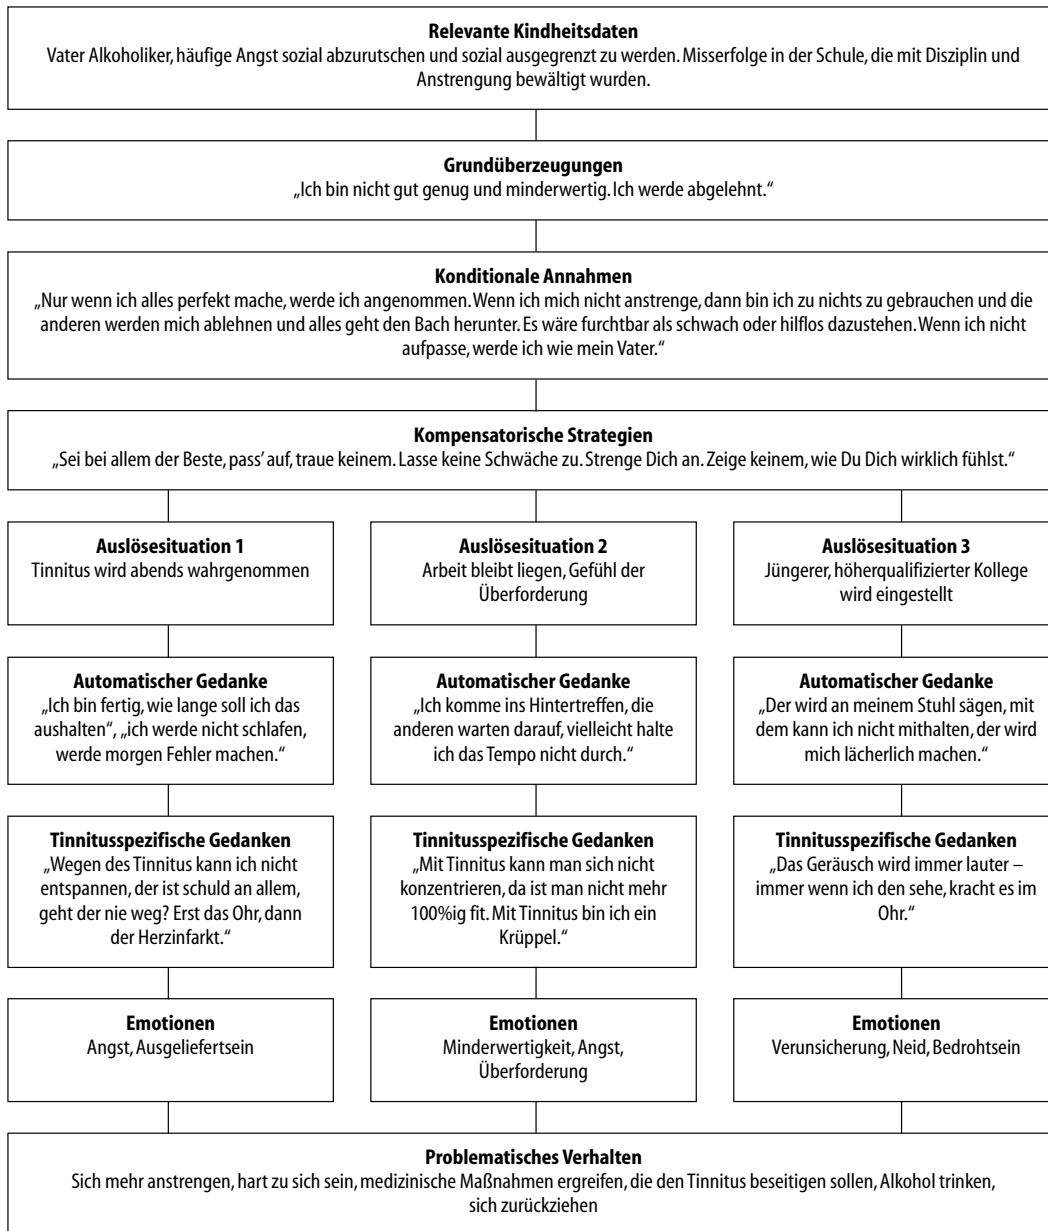 Relevante Kindheitsdaten
Vater Alkoholiker, häufige Angst sozial abzurutschen und sozial ausgegrenzt zu werden. Misserfolge in der Schule, die mit Disziplin und
Anstrengung bewältigt wurden.
Grundüberzeugungen
„Ich bin nicht gut genug und minderwertig. Ich werde abgelehnt.“
Konditionale Annahmen
„Nur wenn ich alles perfekt mache, werde ich angenommen. Wenn ich mich nicht anstrenge, dann bin ich zu nichts zu gebrauchen und die
anderen werden mich ablehnen und alles geht den Bach herunter. Es wäre furchtbar als schwach oder hilflos dazustehen. Wenn ich nicht
aufpasse, werde ich wie mein Vater.“
Kompensatorische Strategien
„Sei bei allem der Beste, pass’ auf, traue keinem. Lasse keine Schwäche zu. Strenge Dich an. Zeige keinem, wie Du Dich wirklich fühlst.“
Auslösesituation 1
Tinnitus wird abends wahrgenommen
Auslösesituation 2
Arbeit bleibt liegen, Gefühl der
Überforderung
Auslösesituation 3
Jüngerer, höherqualifizierter Kollege
wird eingestellt
Automatischer Gedanke
„Ich bin fertig, wie lange soll ich das
aushalten“, „ich werde nicht schlafen,
werde morgen Fehler machen.“
Automatischer Gedanke
„Ich komme ins Hintertreffen, die
anderen warten darauf, vielleicht halte
ich das Tempo nicht durch.“
Automatischer Gedanke
„Der wird an meinem Stuhl sägen, mit
dem kann ich nicht mithalten, der wird
mich lächerlich machen.“
Tinnitusspezifische Gedanken
„Wegen des Tinnitus kann ich nicht
entspannen, der ist schuld an allem,
geht der nie weg? Erst das Ohr, dann
der Herzinfarkt.“
Tinnitusspezifische Gedanken
„Mit Tinnitus kann man sich nicht
konzentrieren, da ist man nicht mehr
100%ig fit. Mit Tinnitus bin ich ein
Krüppel.“
Tinnitusspezifische Gedanken
„Das Geräusch wird immer lauter –
immer wenn ich den sehe, kracht es im
Ohr.“
Emotionen
Angst, Ausgeliefertsein
Emotionen
Minderwertigkeit, Angst,
Überforderung
Emotionen
Verunsicherung, Neid, Bedrohtsein
Problematisches Verhalten
Sich mehr anstrengen, hart zu sich sein, medizinische Maßnahmen ergreifen, die den Tinnitus beseitigen sollen, Alkohol trinken,
sich zurückziehen